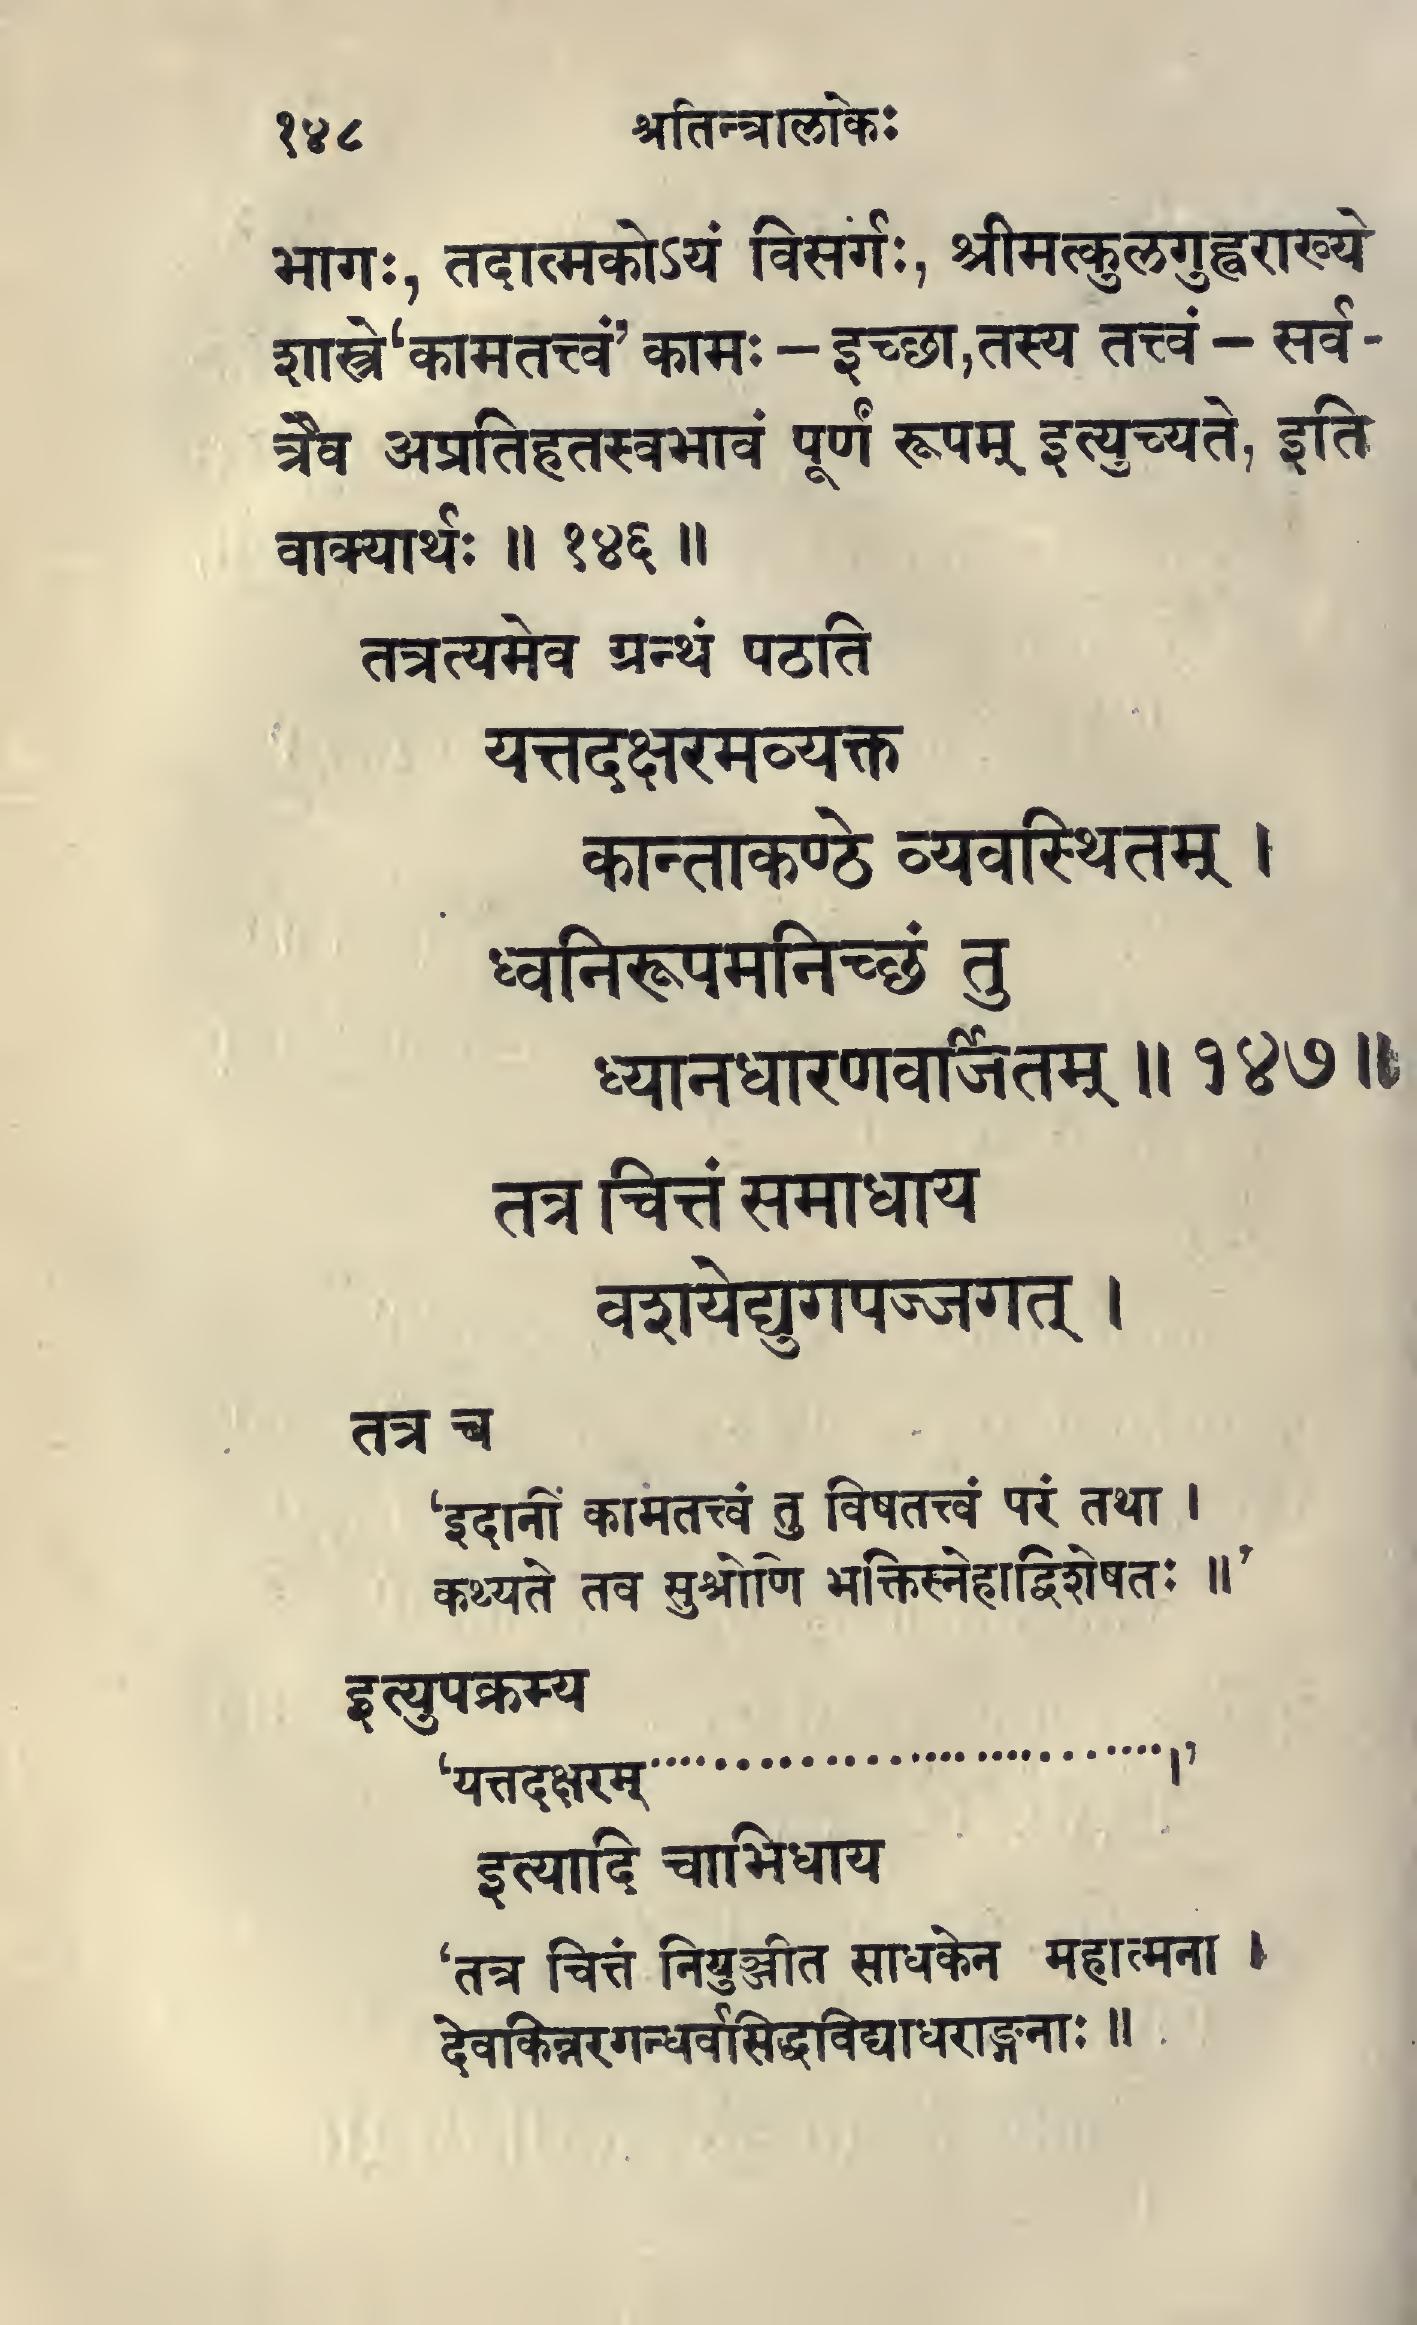 १४८ श्रीतन्त्रालोकः
भागः, तदात्मकोऽयं विसर्गः, श्रीमत्कुलगुह्वराख्ये
शास्त्रे ‘कामतत्त्वं’ कामः – इच्छा, तस्य तत्त्वं – सर्व-
त्रैव अप्रतिहतस्वभावं पूर्णं रूपम् इत्युच्यते, इति
वाक्यार्थः ॥ १४६ ॥
तत्रत्यमेव ग्रन्थं पठति
यत्तदक्षरमव्यक्त
कान्ताकण्ठे व्यवस्थितम् ।
ध्वनिरूपमनिच्छं तु
ध्यानधारणवर्जितम् ॥ १४७ ॥
तत्र चित्तं समाधाय
वशयेद्युगपज्जगत् ।
तत्र च
‘इदानीं कामतत्त्वं तु विषतत्त्वं परं तथा ।
कथ्यते तव सुश्रोणि भक्तिस्नेहाद्विशेषतः ॥’
इत्युपक्रम्य
‘यत्तदक्षरम्........................................।’
इत्यादि चाभिधाय
‘तत्र चित्तं नियुञ्जीत साधकेन महात्मना ।
देवकिन्नरगन्धर्वसिद्धविद्याधराङ्गनाः ॥